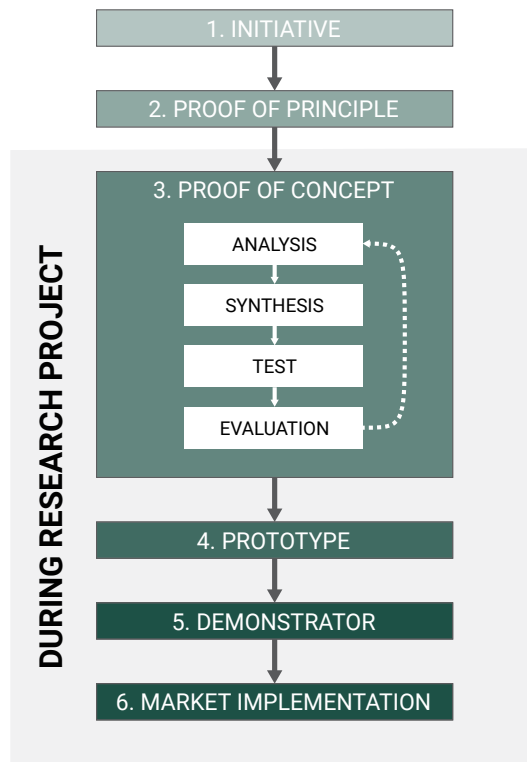 1. INITIATIVE
2. PROOF OF PRINCIPLE
3. PROOF OF CONCEPT
ANALYSIS
SYNTHESIS
TEST
EVALUATION
4. PROTOTYPE
5. DEMONSTRATOR
6. MARKET IMPLEMENTATION
DURING RESEARCH PROJECT